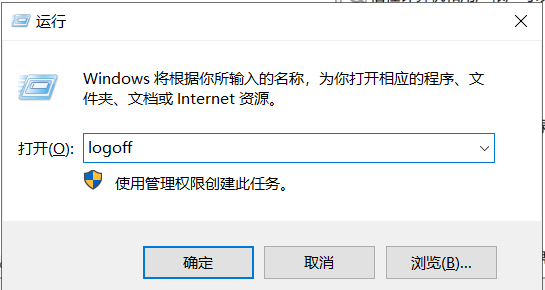 运行
Windows 将根据你所输入的名称，为你打开相应的程序、文
件夹、文档或 Internet 资源。
打开(O): logoff
使用管理权限创建此任务。
确定 取消 浏览(B)...